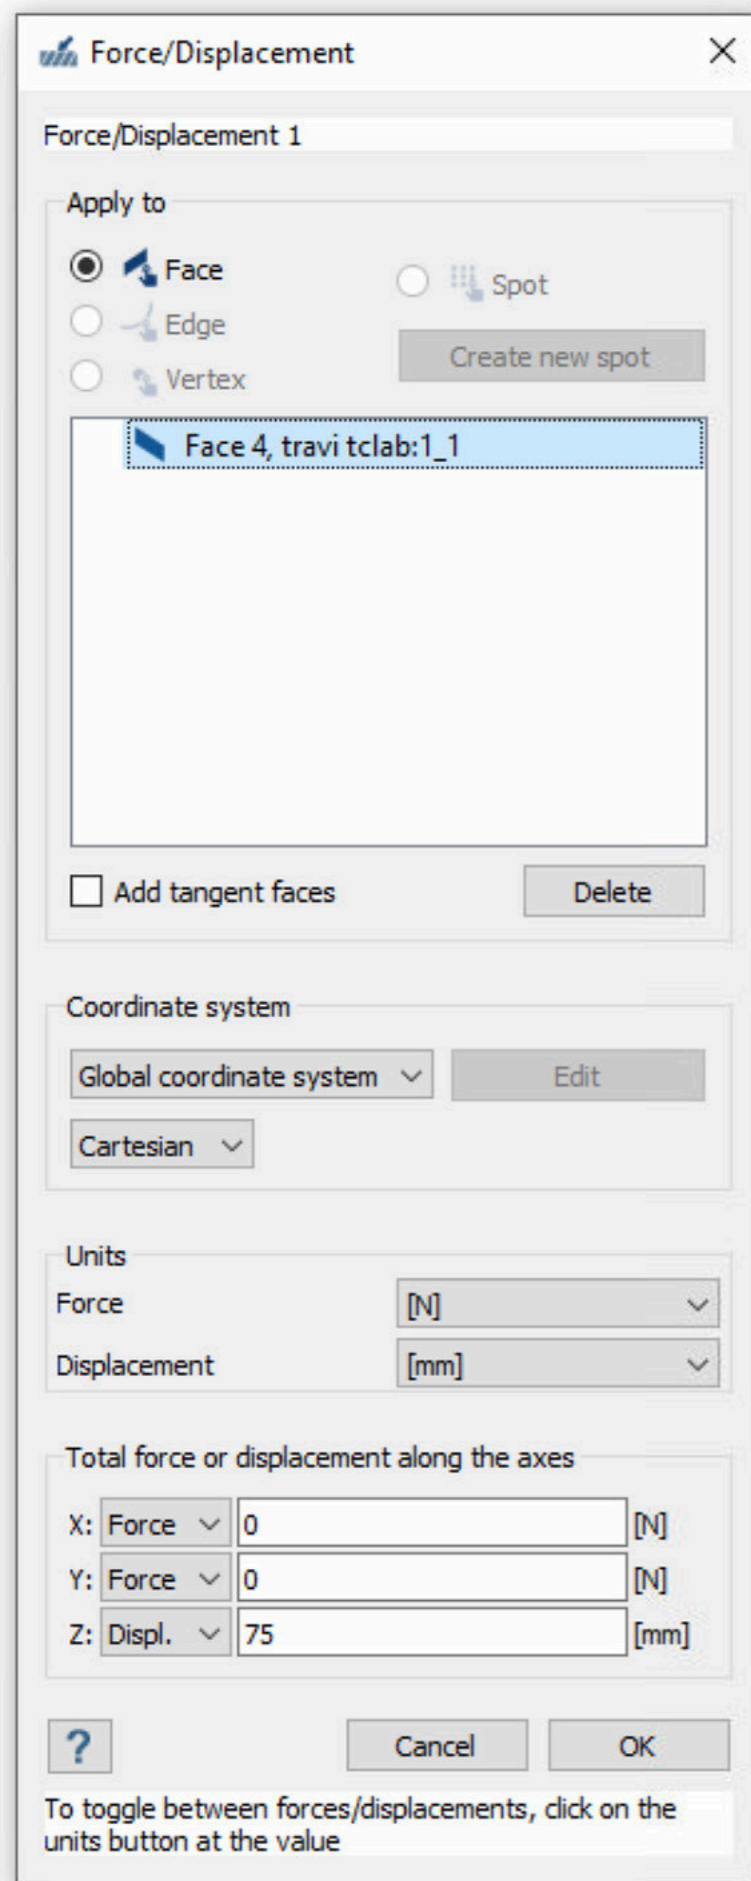 Force/Displacement
Force/Displacement 1
Apply to
Face
Spot
Edge
Create new spot
Vertex
Face 4, travi tclab:1_1
Add tangent faces
Delete
Coordinate system
Global coordinate system
Edit
Cartesian
Units
Force [N]
Displacement [mm]
Total force or displacement along the axes
X: Force 0 [N]
Y: Force 0 [N]
Z: Displ. 75 [mm]
?
Cancel
OK
To toggle between forces/displacements, click on the
units button at the value